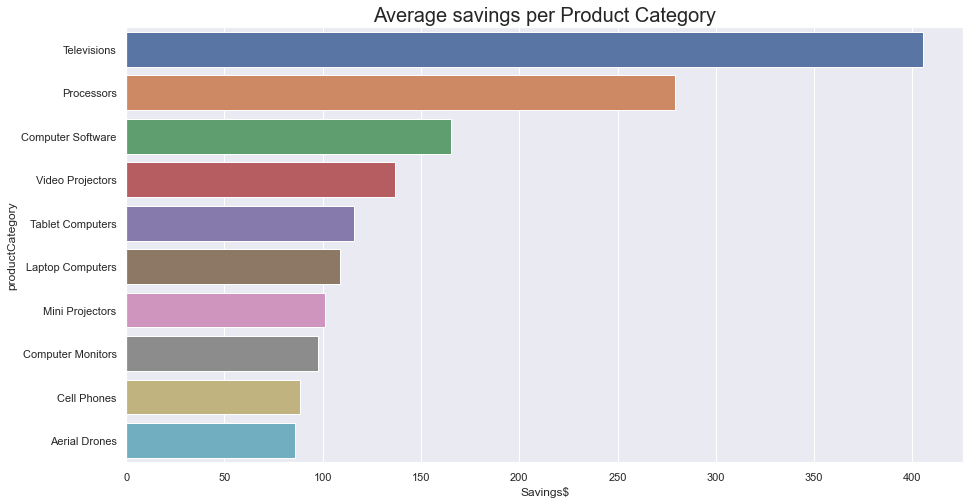 Average savings per Product Category
productCategory
Televisions
Processors
Computer Software
Video Projectors
Tablet Computers
Laptop Computers
Mini Projectors
Computer Monitors
Cell Phones
Aerial Drones
0 50 100 150 200 250 300 350 400
Savings$